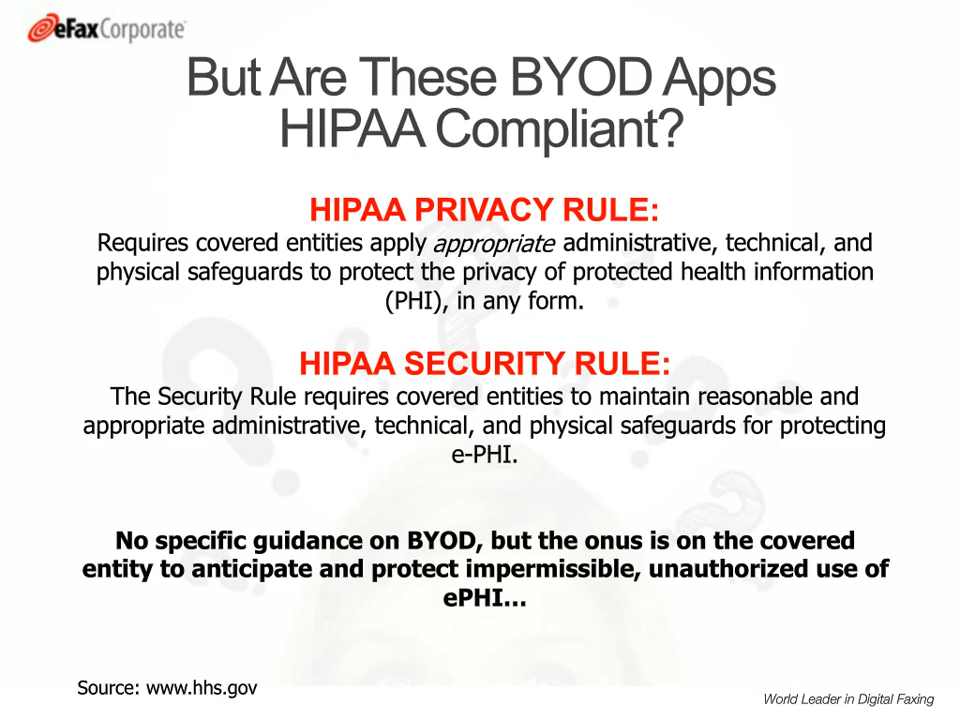 eFaxCorporate®
But Are These BYOD Apps
HIPAA Compliant?
HIPAA PRIVACY RULE:
Requires covered entities apply appropriate administrative, technical, and
physical safeguards to protect the privacy of protected health information
(PHI), in any form.
HIPAA SECURITY RULE:
The Security Rule requires covered entities to maintain reasonable and
appropriate administrative, technical, and physical safeguards for protecting
e-PHI.
No specific guidance on BYOD, but the onus is on the covered
entity to anticipate and protect impermissible, unauthorized use of
ePHI…
Source: www.hhs.gov
World Leader in Digital Faxing